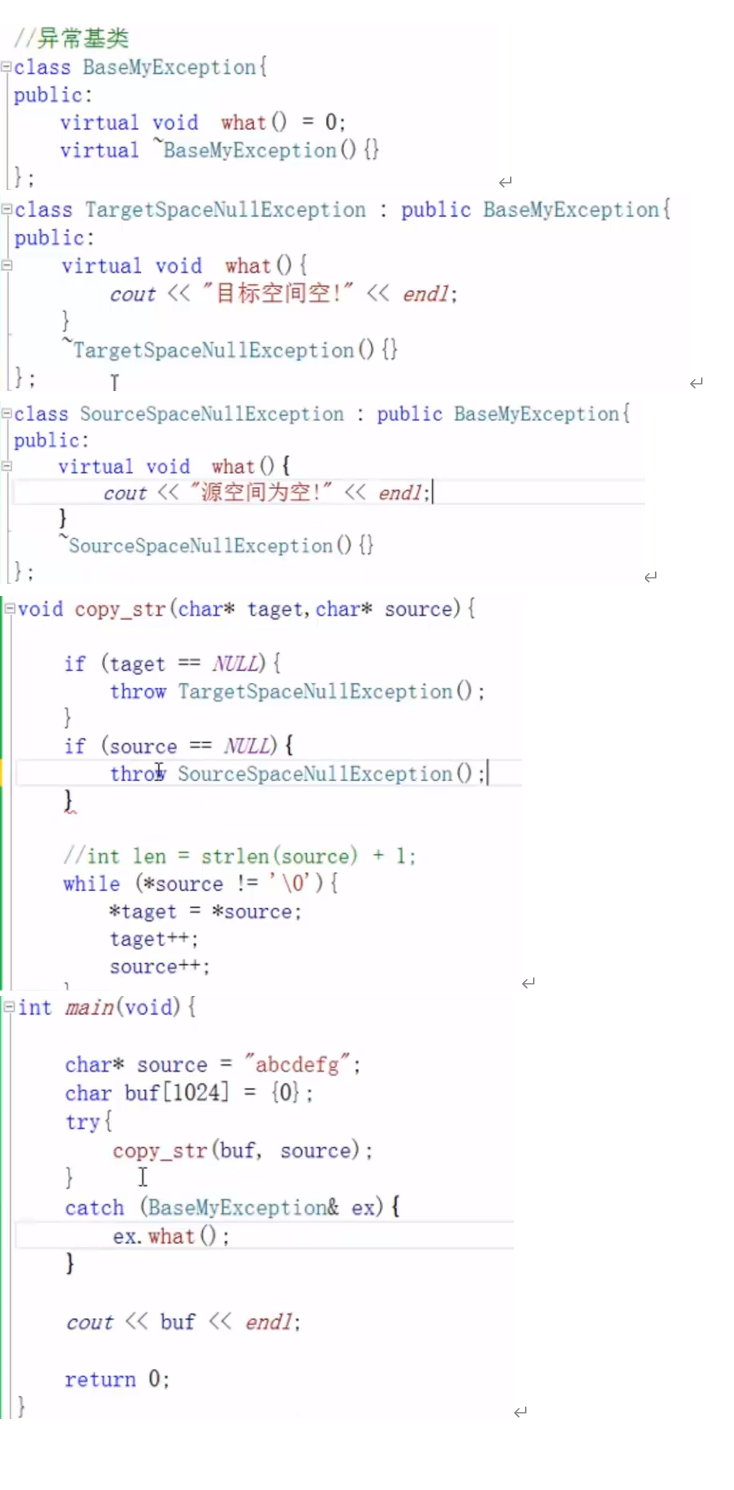 //异常基类
class BaseMyException{
public:
    virtual void  what() = 0;
    virtual ~BaseMyException(){}
};
class TargetSpaceNullException : public BaseMyException{
public:
    virtual void  what(){
        cout << "目标空间空!" << endl;
    }
    ~TargetSpaceNullException(){}
};
class SourceSpaceNullException : public BaseMyException{
public:
    virtual void  what(){
        cout << "源空间为空!" << endl;
    }
    ~SourceSpaceNullException(){}
};
void copy_str(char* taget,char* source){
    if (taget == NULL){
        throw TargetSpaceNullException();
    }
    if (source == NULL){
        throw SourceSpaceNullException();
    }
    //int len = strlen(source) + 1;
    while (*source != '\0'){
        *taget = *source;
        taget++;
        source++;
int main(void){
    char* source = "abcdefg";
    char buf[1024] = {0};
    try{
        copy_str(buf, source);
    }
    catch (BaseMyException& ex){
        ex.what();
    }
    cout << buf << endl;
    return 0;
}